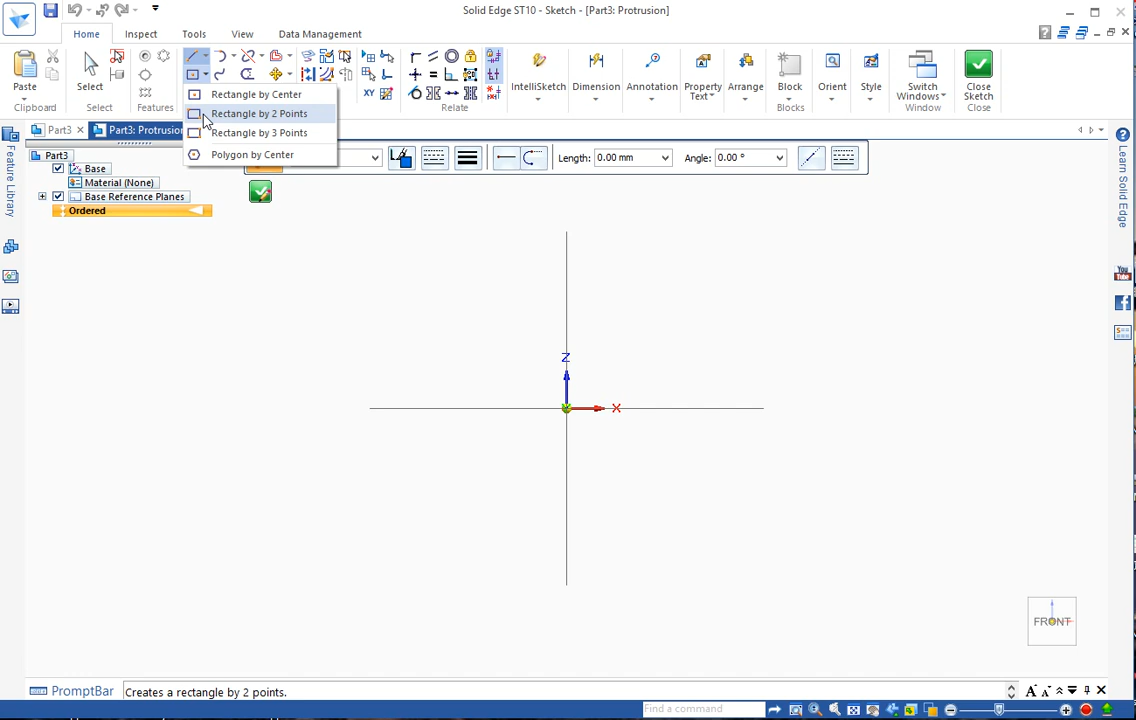 Solid Edge ST10 - Sketch - [Part3: Protrusion]
Home Inspect Tools View Data Management
Paste Select IntelliSketch Dimension Annotation Property Text Arrange Block Orient Style Switch Windows Close Sketch
Clipboard Select Features Relate Blocks Close
XY
Rectangle by Center
Rectangle by 2 Points
Rectangle by 3 Points
Polygon by Center
Part3 Part3: Protrusion
Length: 0.00 mm Angle: 0.00 °
Part3
Base
Material (None)
Base Reference Planes
Ordered
Feature Library
Learn Solid Edge
You Tube
Z
X
FRONT
PromptBar Creates a rectangle by 2 points.
Find a command